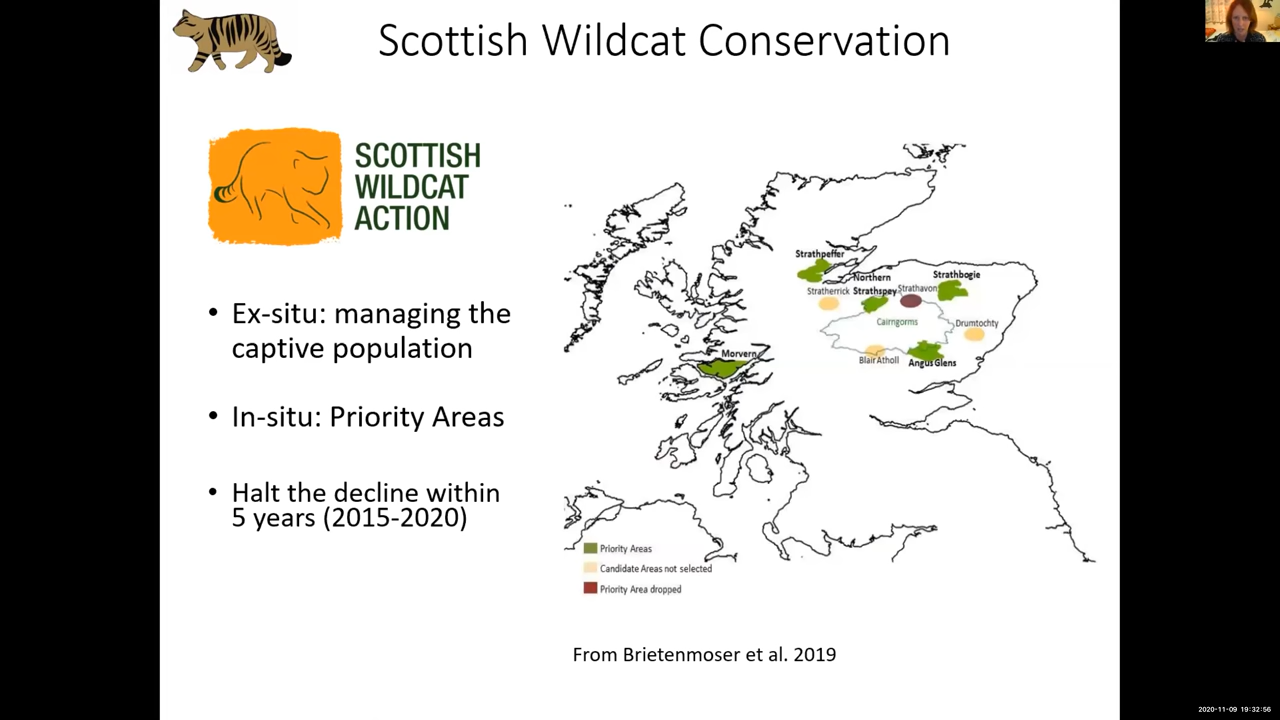 Scottish Wildcat Conservation
SCOTTISH
WILDCAT
ACTION
• Ex-situ: managing the
captive population
• In-situ: Priority Areas
• Halt the decline within
5 years (2015-2020)
Strathpeffer
Northern
Strathspey
Strathbogie
Stratherrick
Strathavon
Cairngorms
Drumtochty
Blair Atholl
Angus Glens
Morvern
Priority Areas
Candidate Areas not selected
Priority Area dropped
From Brietenmoser et al. 2019
2020-11-09 19:32:56